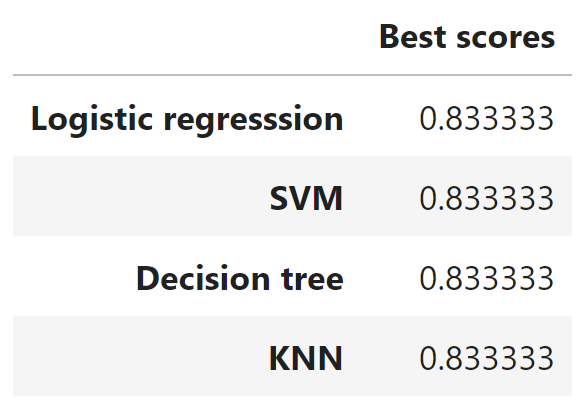 Best scores
Logistic regresssion 0.833333
SVM 0.833333
Decision tree 0.833333
KNN 0.833333